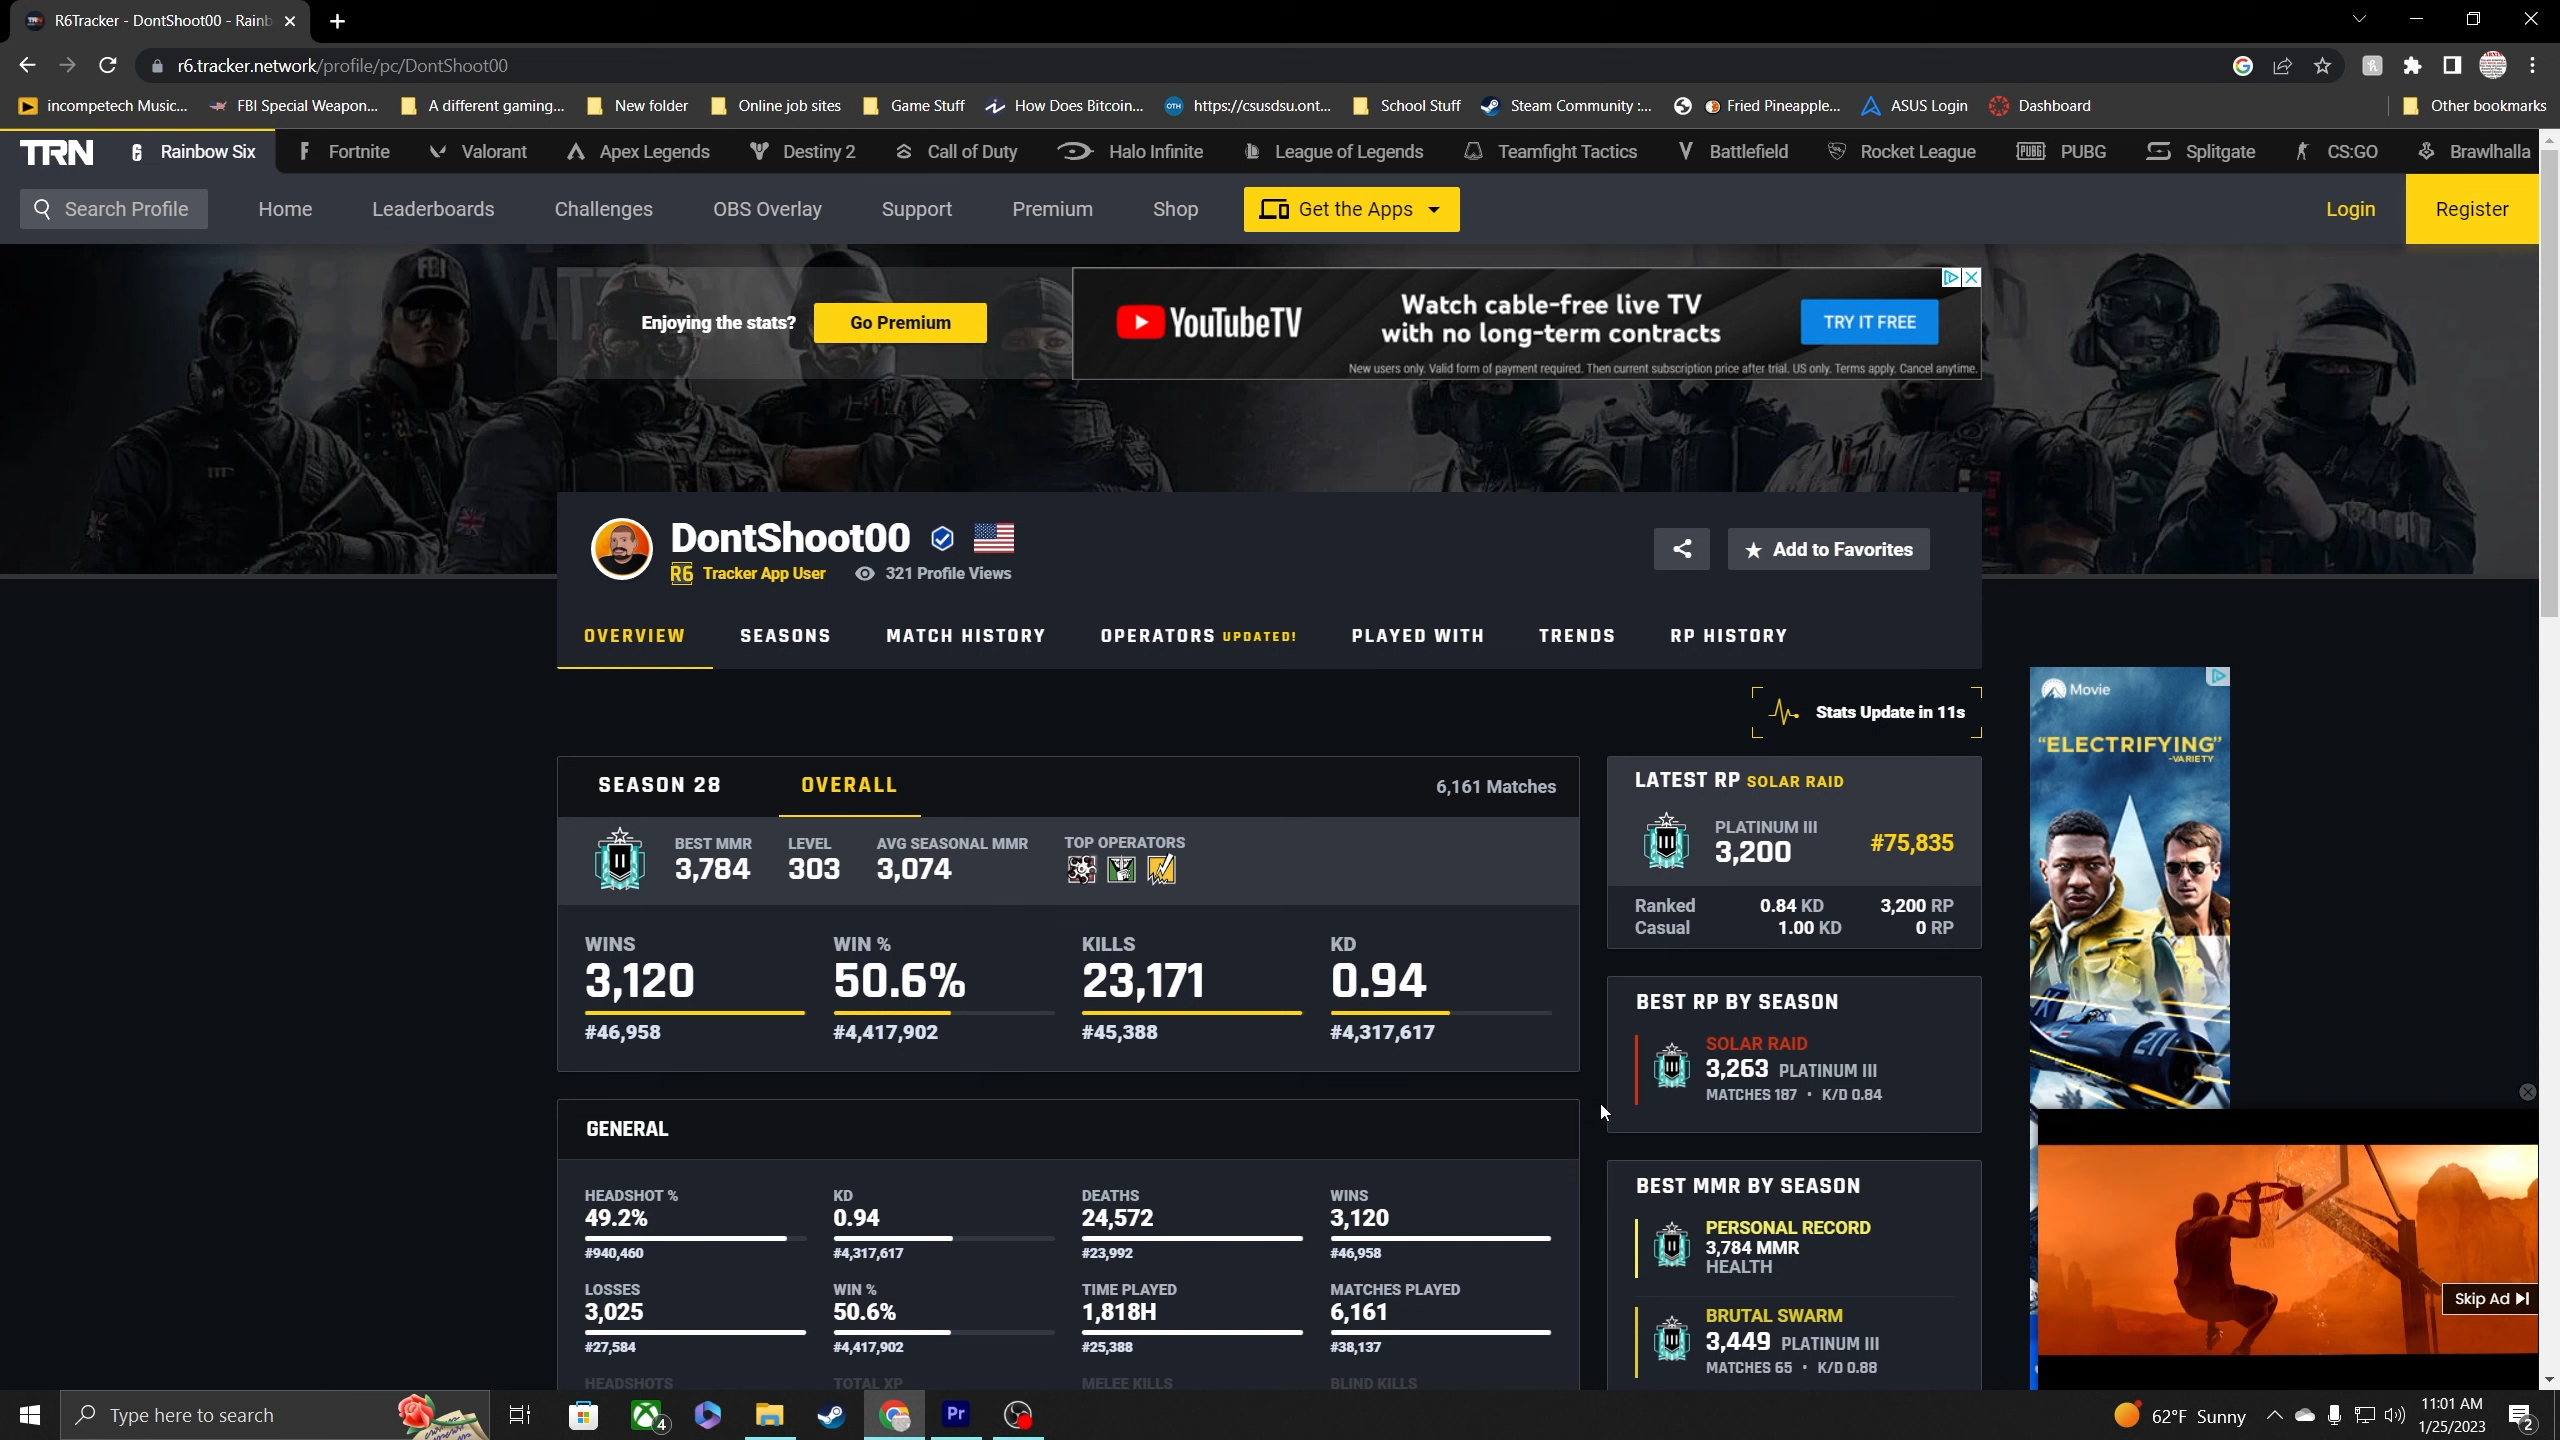 R6Tracker - DontShoot00 - Rainb
r6.tracker.network/profile/pc/DontShoot00
incompetech Music... FBI Special Weapon... A different gaming... New folder Online job sites Game Stuff How Does Bitcoin... https://csusdsu.ont... School Stuff Steam Community :... Fried Pineapple... ASUS Login Dashboard Other bookmarks
TRN Rainbow Six Fortnite Valorant Apex Legends Destiny 2 Call of Duty Halo Infinite League of Legends Teamfight Tactics Battlefield Rocket League PUBG PUBG Splitgate CS:GO Brawlhalla
Search Profile Home Leaderboards Challenges OBS Overlay Support Premium Shop Get the Apps Login Register
FBI
Enjoying the stats? Go Premium
YouTubeTV
Watch cable-free live TV
with no long-term contracts
TRY IT FREE
New users only. Valid form of payment required. Then current subscription price after trial. US only. Terms apply. Cancel anytime.
DontShoot00
R6 Tracker App User 321 Profile Views
Add to Favorites
OVERVIEW SEASONS MATCH HISTORY OPERATORS UPDATED! PLAYED WITH TRENDS RP HISTORY
Stats Update in 11s
SEASON 28 OVERALL 6,161 Matches
BEST MMR LEVEL AVG SEASONAL MMR TOP OPERATORS
3,784 303 3,074
WINS WIN % KILLS KD
3,120 50.6% 23,171 0.94
#46,958 #4,417,902 #45,388 #4,317,617
GENERAL
HEADSHOT % KD DEATHS WINS
49.2% 0.94 24,572 3,120
#940,460 #4,317,617 #23,992 #46,958
LOSSES WIN % TIME PLAYED MATCHES PLAYED
3,025 50.6% 1,818H 6,161
#27,584 #4,417,902 #25,388 #38,137
HEADSHOTS TOTAL XP MELEE KILLS BLIND KILLS
LATEST RP SOLAR RAID
PLATINUM III
3,200
#75,835
Ranked 0.84 KD 3,200 RP
Casual 1.00 KD 0 RP
BEST RP BY SEASON
SOLAR RAID
3,263 PLATINUM III
MATCHES 187 • K/D 0.84
BEST MMR BY SEASON
PERSONAL RECORD
3,784 MMR
HEALTH
BRUTAL SWARM
3,449 PLATINUM III
MATCHES 65 • K/D 0.88
Movie
“ELECTRIFYING”
-VARIETY
211
Skip Ad
Type here to search
4
Pr
62°F Sunny
11:01 AM
1/25/2023
2